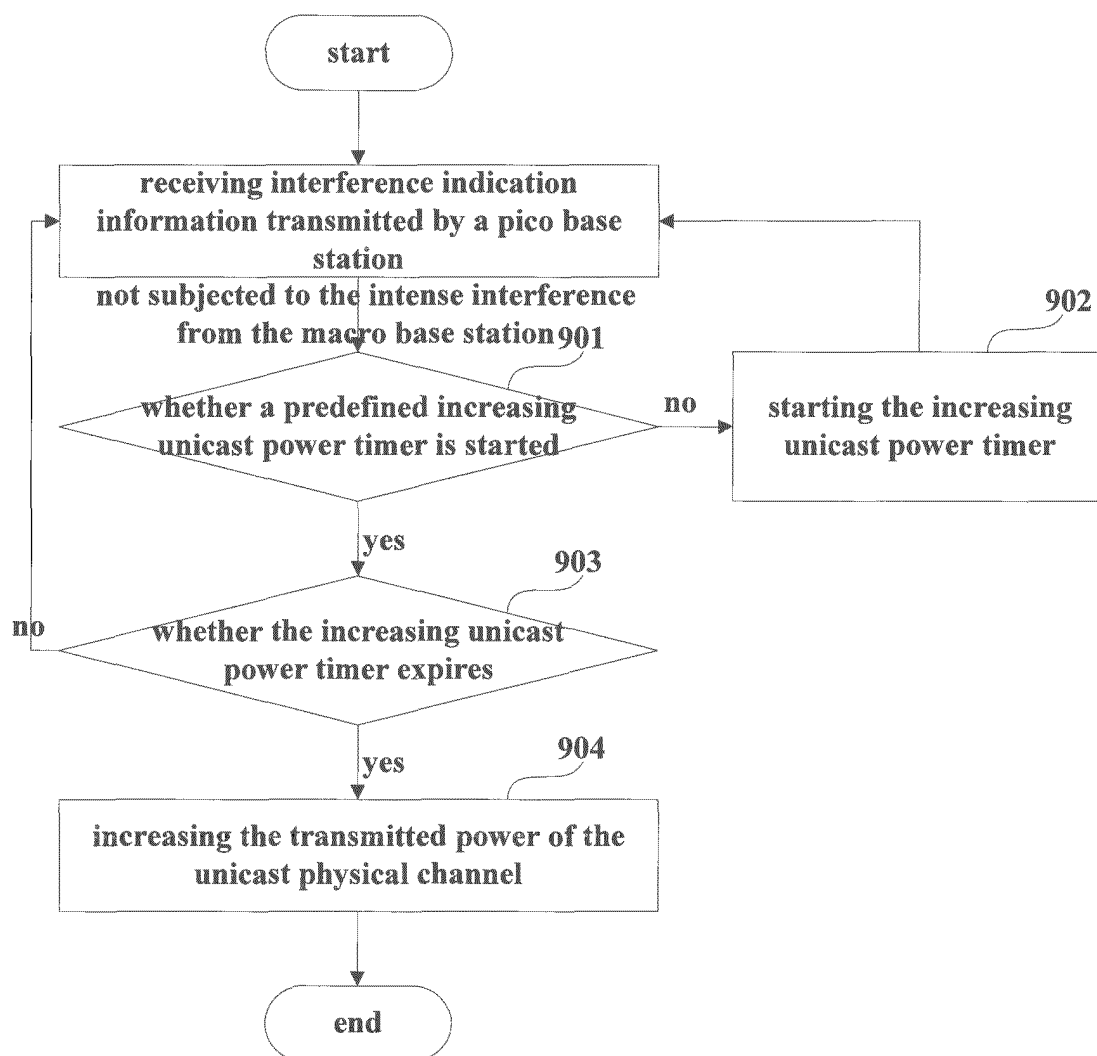 start
receiving interference indication
information transmitted by a pico base
station
not subjected to the intense interference
from the macro base station
901
902
whether a predefined increasing
unicast power timer is started
no
starting the increasing
unicast power timer
yes
903
no
whether the increasing unicast
power timer expires
yes
904
increasing the transmitted power of the
unicast physical channel
end